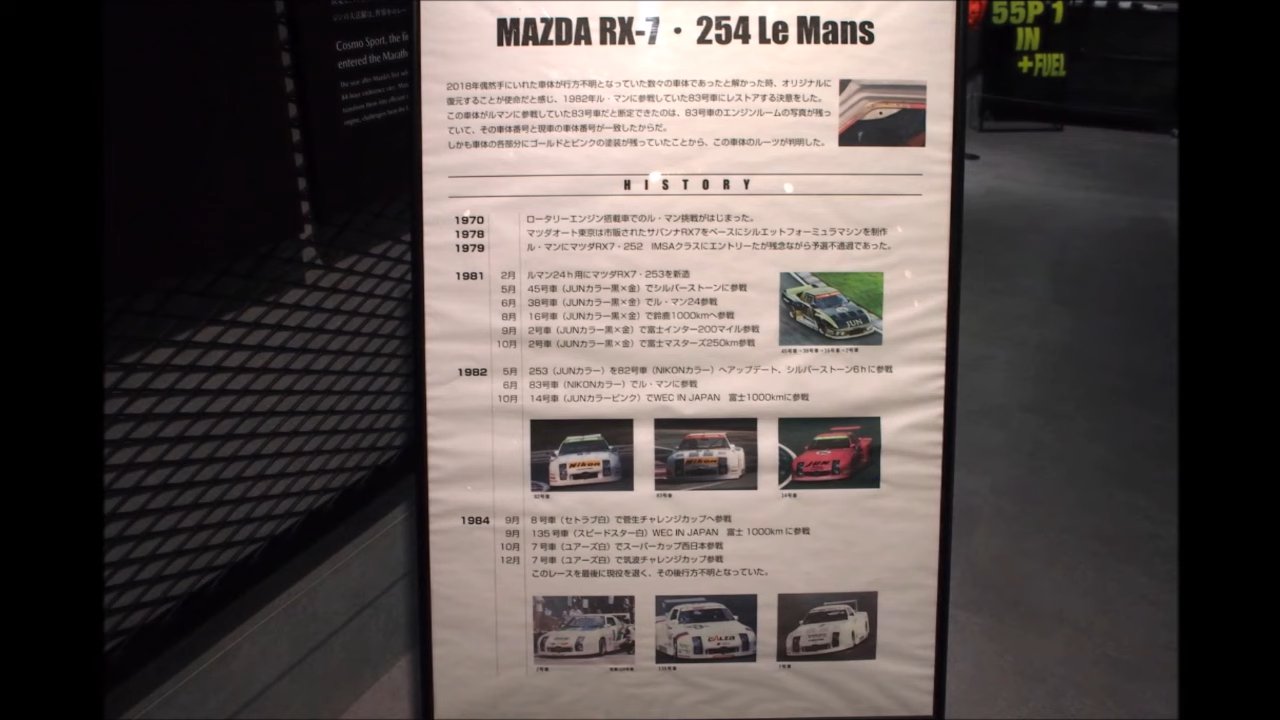 MAZDA RX-7・254 Le Mans
2018年偶然手にいれた車体が行方不明となっていた数々の車体であったと解かった時、オリジナルに
復元することが使命だと感じ、1982年ル・マンに参戦していた83号車にレストアする決意をした。
この車体がルマンに参戦していた83号車だと断定できたのは、83号車のエンジンルームの写真が残っ
ていて、その車体番号と現車の車体番号が一致したからだ。
しかも車体の各部分にゴールドとピンクの塗装が残っていたことから、この車体のルーツが判明した。
HISTORY
1970 ロータリーエンジン搭載車でのル・マン挑戦がはじまった。
1978 マツダオート東京は市販されたサバンナRX7をベースにシルエットフォーミュラマシンを制作
1979 ル・マンにマツダRX7・252 IMSAクラスにエントリーたが残念ながら予選不通過であった。
1981 2月 ルマン24h用にマツダRX7・253を新造
5月 45号車（JUNカラー黒×金）でシルバーストーンに参戦
6月 38号車（JUNカラー黒×金）でル・マン24参戦
8月 16号車（JUNカラー黒×金）で鈴鹿1000kmへ参戦
9月 2号車（JUNカラー黒×金）で富士インター200マイル参戦
10月 2号車（JUNカラー黒×金）で富士マスターズ250km参戦
JUN
1982 5月 253（JUNカラー）を82号車（NIKONカラー）へアップデート、シルバーストーン6hに参戦
6月 83号車（NIKONカラー）でル・マンに参戦
10月 14号車（JUNカラーピンク）でWEC IN JAPAN 富士1000kmに参戦
Nikon
Nikon
JUN
83号車
14号車
1984 9月 8号車（セトラブ白）で菅生チャレンジカップへ参戦
9月 135号車（スピードスター白）WEC IN JAPAN 富士1000kmに参戦
10月 7号車（ユアーズ白）でスーパーカップ西日本参戦
12月 7号車（ユアーズ白）で筑波チャレンジカップ参戦
このレースを最後に現役を退く、その後行方不明となっていた。
135号車
7号車
Cosmo Sport, the fi
entered the Marath
55P 1
IN
+FUEL